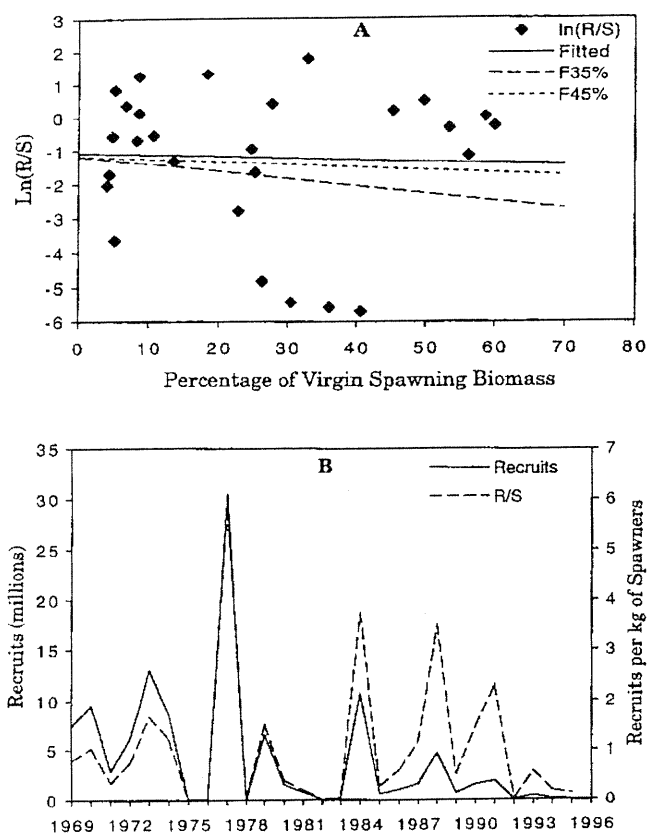 A
ln(R/S)
Fitted
F35%
F45%
3
2
1
0
-1
-2
-3
-4
-5
-6
Ln(R/S)
0 10 20 30 40 50 60 70 80
Percentage of Virgin Spawning Biomass
B
Recruits
R/S
35
30
25
20
15
10
5
0
Recruits (millions)
7
6
5
4
3
2
1
0
Recruits per kg of Spawners
1969 1972 1975 1978 1981 1984 1987 1990 1993 1996